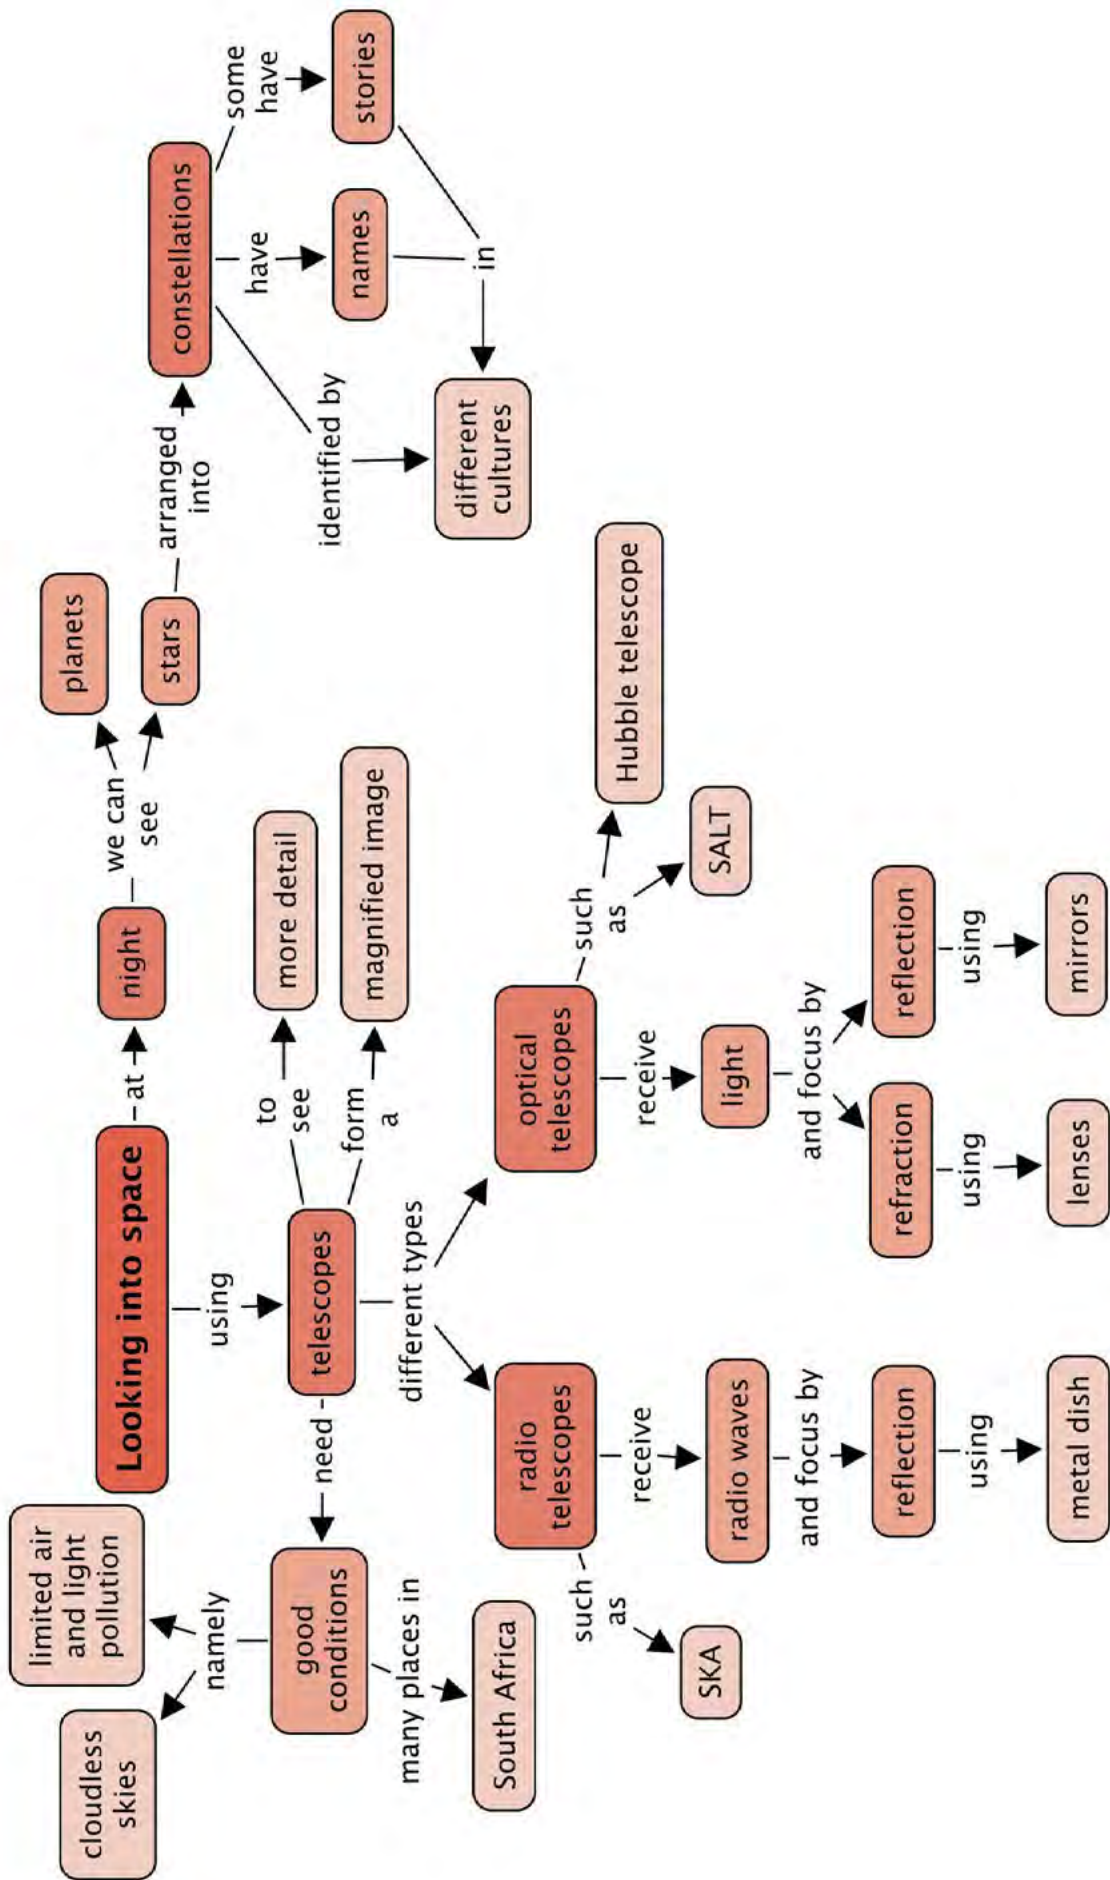 Looking into space
at
night
we can
see
planets
stars
arranged
into
constellations
some
have
stories
have
names
in
identified by
different
cultures
using
telescopes
to
see
more detail
form
a
magnified image
need
good
conditions
namely
limited air
and light
pollution
cloudless
skies
many places in
South Africa
different types
radio
telescopes
such
as
SKA
receive
radio waves
and focus by
reflection
using
metal dish
optical
telescopes
such
as
Hubble telescope
SALT
receive
light
and focus by
refraction
using
lenses
reflection
using
mirrors